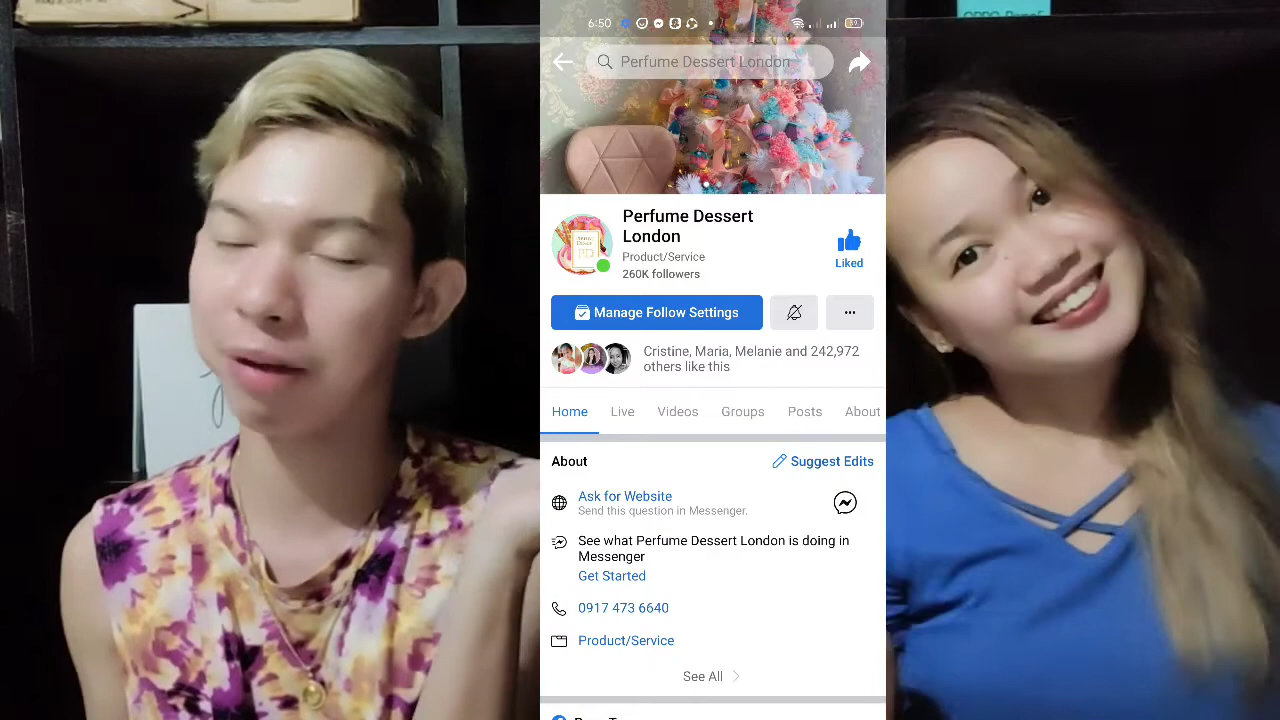 6:50
Perfume Dessert London
Perfume Dessert
London
Product/Service
260K followers
Liked
Manage Follow Settings
Cristine, Maria, Melanie and 242,972
others like this
Home
Live
Videos
Groups
Posts
About
About
Suggest Edits
Ask for Website
Send this question in Messenger.
See what Perfume Dessert London is doing in
Messenger
Get Started
0917 473 6640
Product/Service
See All